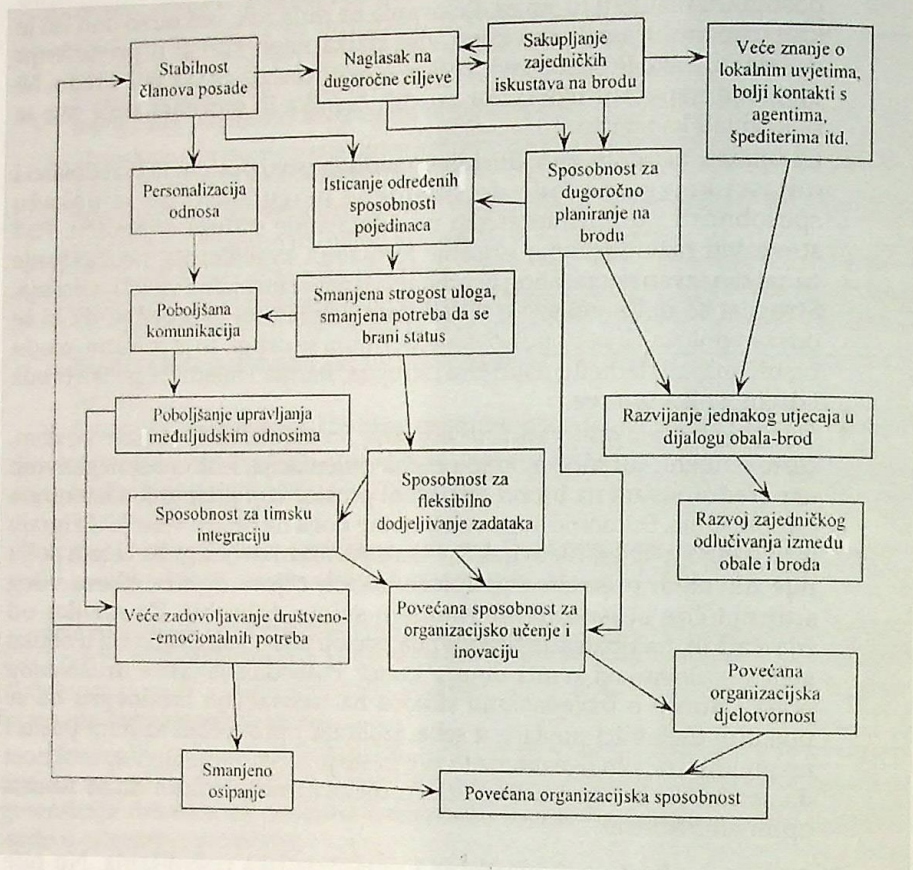 Stabilnost
članova posade
Naglasak na
dugoročne ciljeve
Sakupljanje
zajedničkih
iskustava na brodu
Veće znanje o
lokalnim uvjetima,
bolji kontakti s
agentima,
špediterima itd.
Personalizacija
odnosa
Isticanje određenih
sposobnosti
pojedinaca
Sposobnost za
dugoročno
planiranje na
brodu
Poboljšana
komunikacija
Smanjena strogost uloga,
smanjena potreba da se
brani status
Poboljšanje upravljanja
međuljudskim odnosima
Razvijanje jednakog utjecaja u
dijalogu obala-brod
Sposobnost za timsku
integraciju
Sposobnost za
fleksibilno
dodjeljivanje zadataka
Razvoj zajedničkog
odlučivanja između
obale i broda
Veće zadovoljavanje društveno-
-emocionalnih potreba
Povećana sposobnost za
organizacijsko učenje i
inovaciju
Povećana
organizacijska
djelotvornost
Smanjeno
osipanje
Povećana organizacijska sposobnost